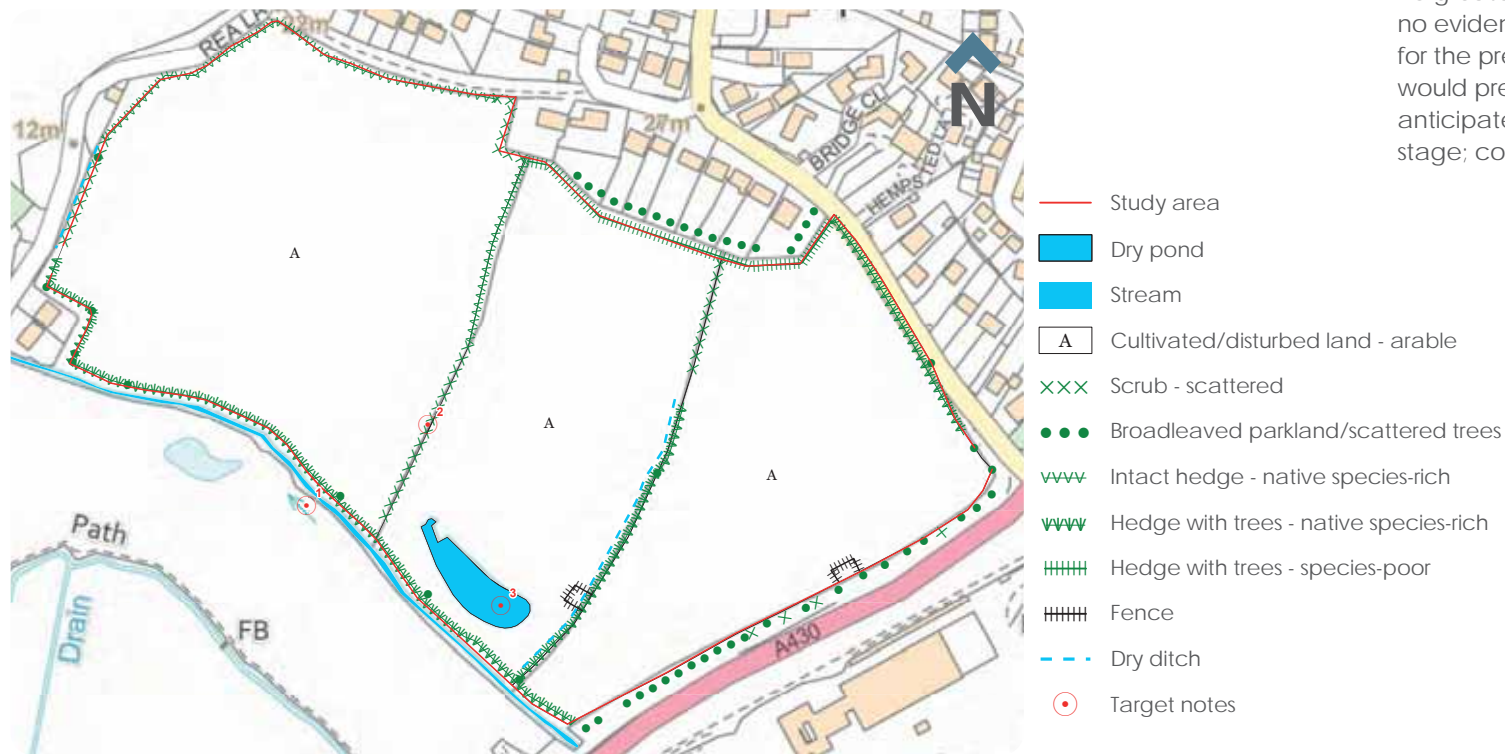 no eviden
for the pre
would pre
anticipate
stage; co
REA LA
N
12m
27m
BRIDGE CL
A
A
A
1
2
3
Path
Drain
FB
A430
Study area
Dry pond
Stream
A Cultivated/disturbed land - arable
Scrub - scattered
Broadleaved parkland/scattered trees
Intact hedge - native species-rich
Hedge with trees - native species-rich
Hedge with trees - species-poor
Fence
Dry ditch
Target notes